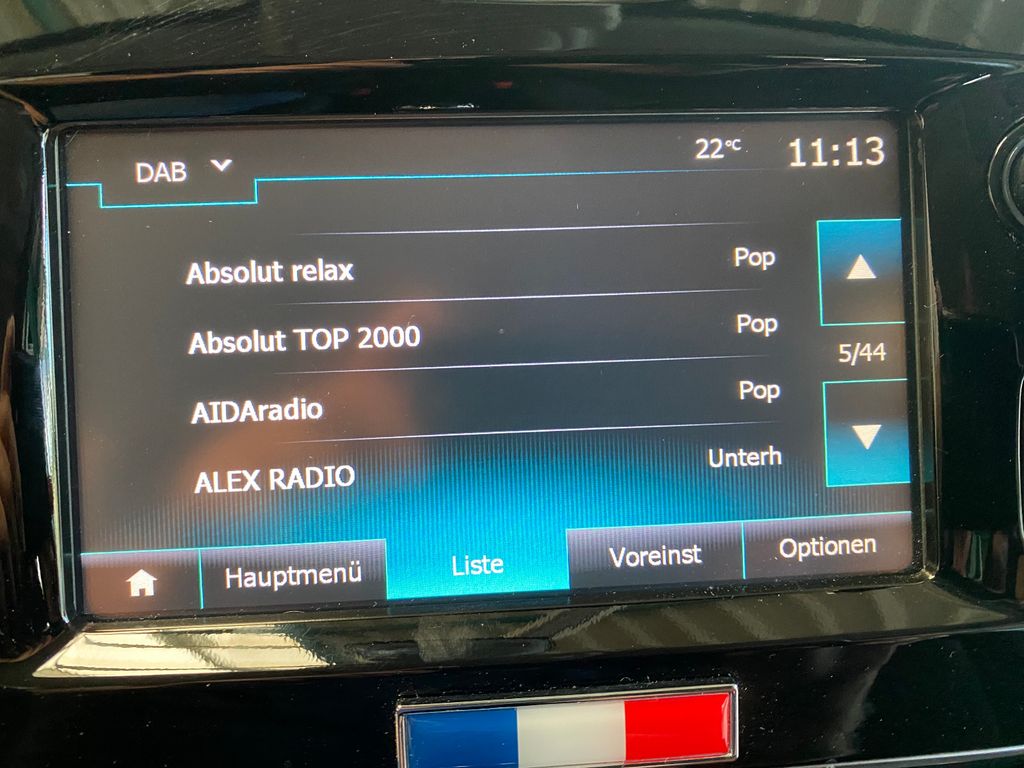 DAB
22°C
11:13
Absolut relax Pop
Absolut TOP 2000 Pop
5/44
AIDAradio Pop
ALEX RADIO Unterh
Hauptmenü Liste Voreinst Optionen